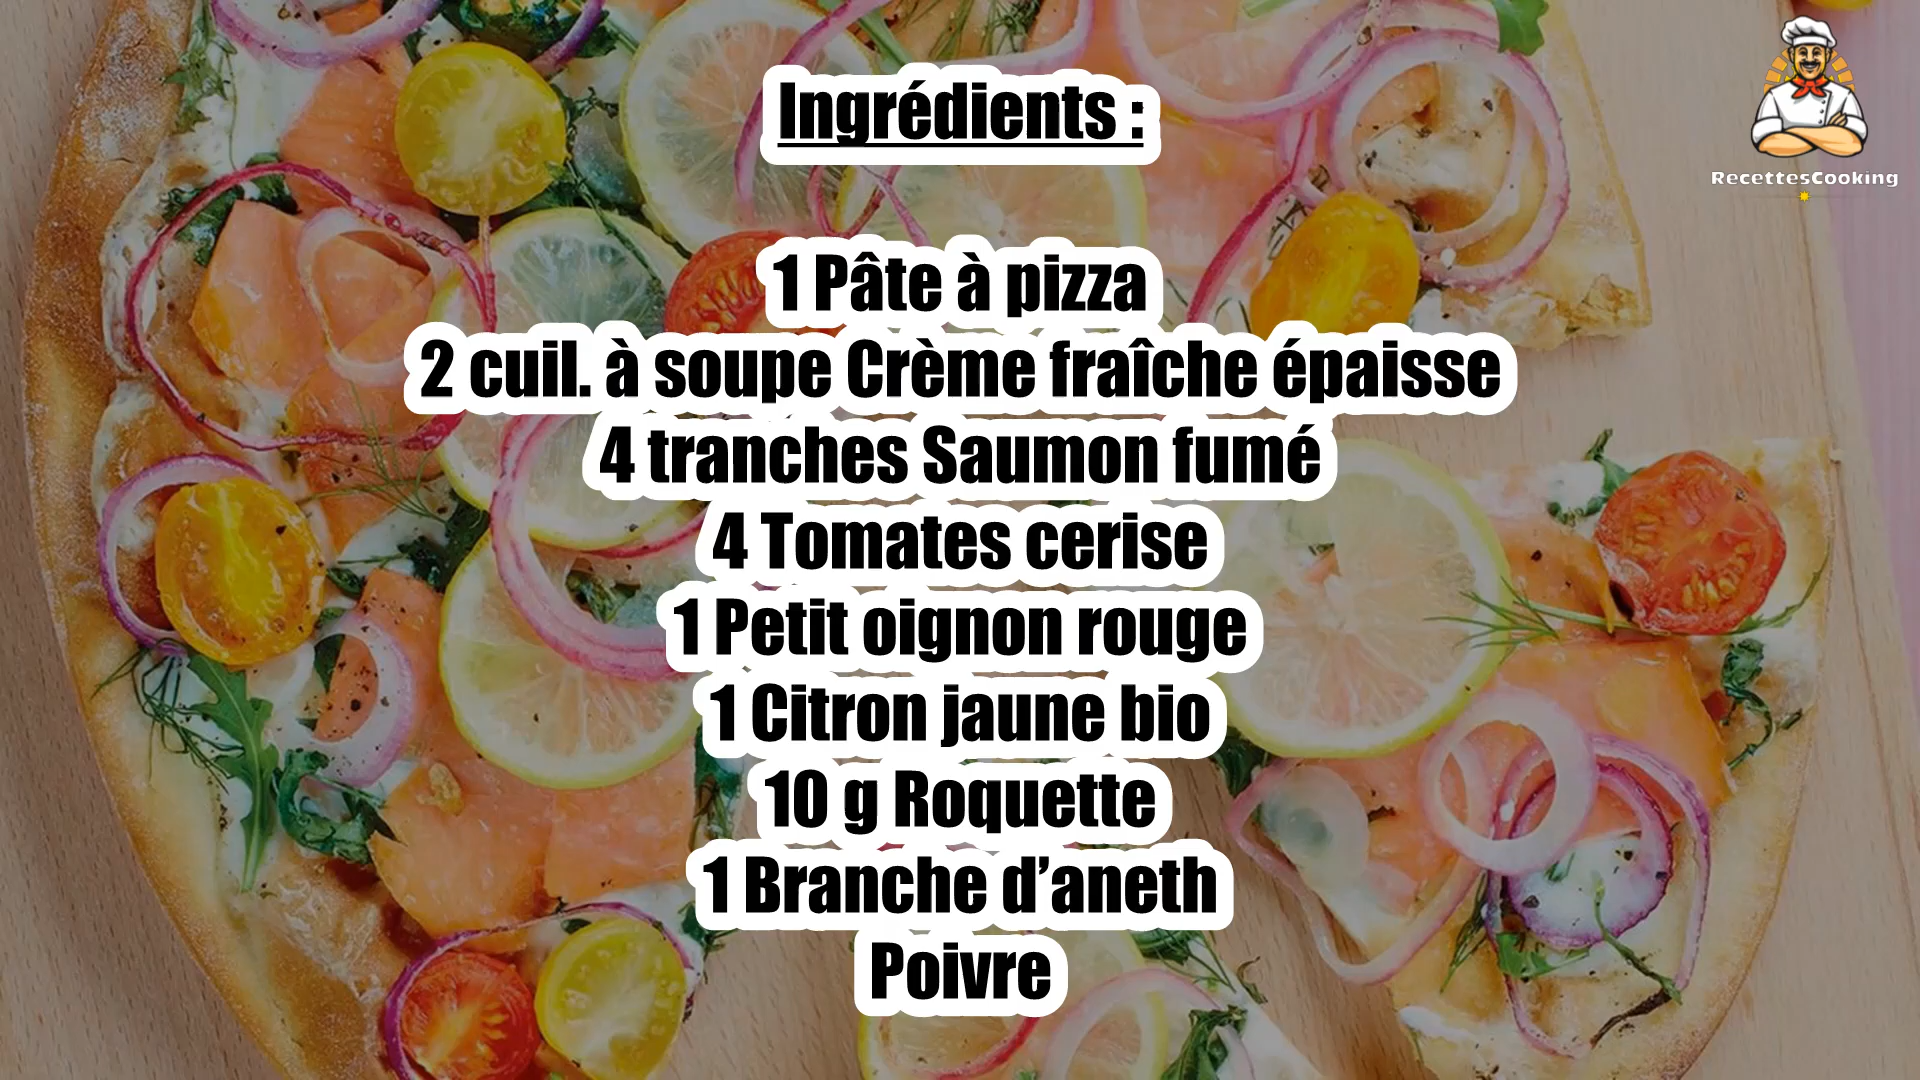 Ingrédients :
RecettesCooking
1 Pâte à pizza
2 cuil. à soupe Crème fraîche épaisse
4 tranches Saumon fumé
4 Tomates cerise
1 Petit oignon rouge
1 Citron jaune bio
10 g Roquette
1 Branche d’aneth
Poivre